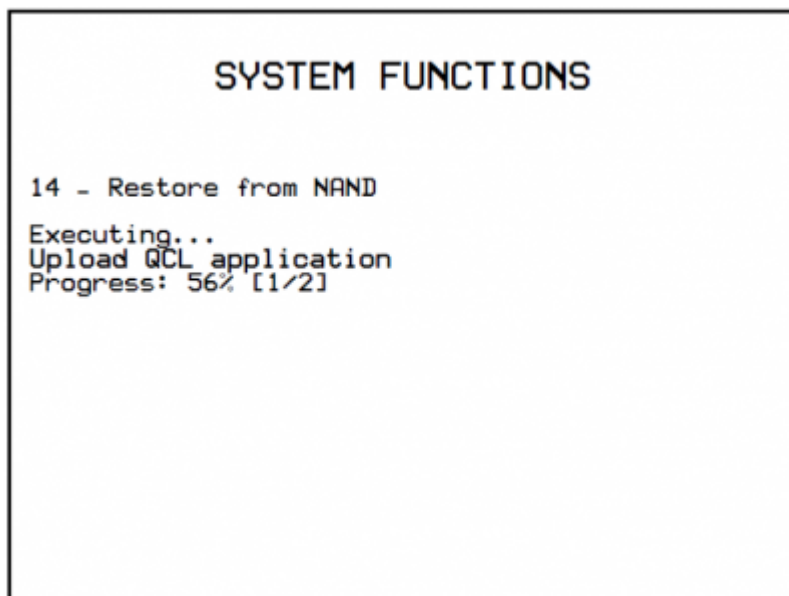 SYSTEM FUNCTIONS
14 - Restore from NAND
Executing...
Upload QCL application
Progress: 56% [1/2]